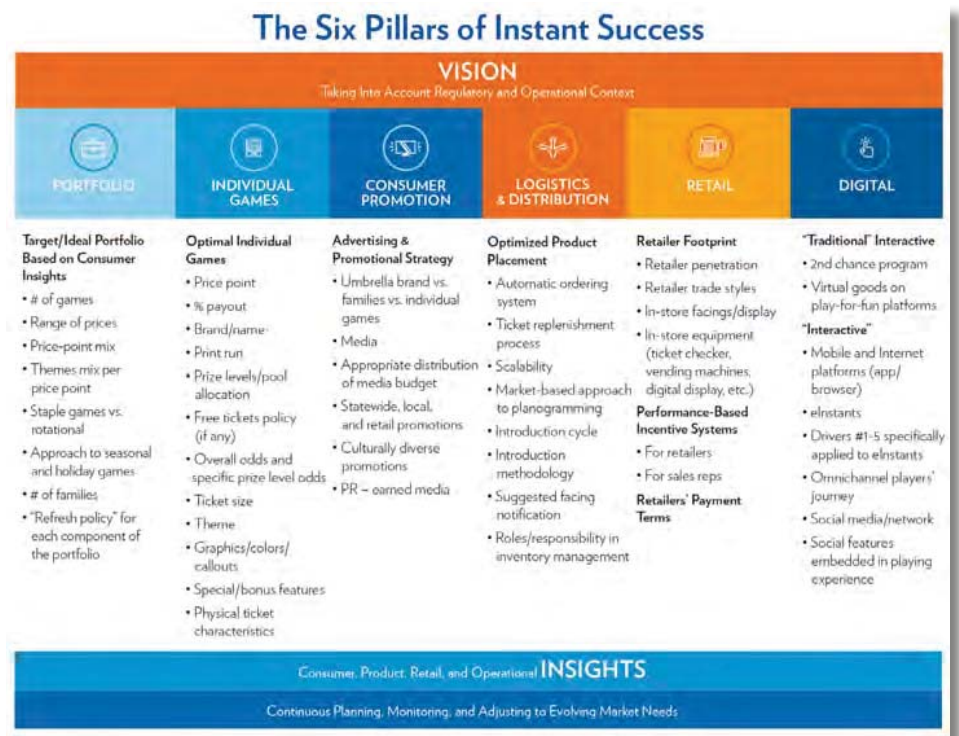 The Six Pillars of Instant Success
VISION
Taking Into Account Regulatory and Operational Context
PORTFOLIO
INDIVIDUAL
GAMES
CONSUMER
PROMOTION
LOGISTICS
& DISTRIBUTION
RETAIL
DIGITAL
Target/Ideal Portfolio
Based on Consumer
Insights
• # of games
• Range of prices
• Price-point mix
• Themes mix per
price point
• Staple games vs.
rotational
• Approach to seasonal
and holiday games
• # of families
• "Refresh policy" for
each component of
the portfolio
Optimal Individual
Games
• Price point
• % payout
• Brand/name
• Print run
• Prize levels/pool
allocation
• Free tickets policy
(if any)
• Overall odds and
specific prize level odds
• Ticket size
• Theme
• Graphics/colors/
callouts
• Special/bonus features
• Physical ticket
characteristics
Advertising &
Promotional Strategy
• Umbrella brand vs.
families vs. individual
games
• Media
• Appropriate distribution
of media budget
• Statewide, local,
and retail promotions
• Culturally diverse
promotions
• PR – earned media
Optimized Product
Placement
• Automatic ordering
system
• Ticket replenishment
process
• Scalability
• Market-based approach
to planogramming
• Introduction cycle
• Introduction
methodology
• Suggested facing
notification
• Roles/responsibility in
inventory management
Retailer Footprint
• Retailer penetration
• Retailer trade styles
• In-store facings/display
• In-store equipment
(ticket checker,
vending machines,
digital display, etc.)
Performance-Based
Incentive Systems
• For retailers
• For sales reps
Retailers' Payment
Terms
"Traditional" Interactive
• 2nd chance program
• Virtual goods on
play-for-fun platforms
"Interactive"
• Mobile and Internet
platforms (app/
browser)
• eInstants
• Drivers #1-5 specifically
applied to eInstants
• Omnichannel players'
journey
• Social media/network
• Social features
embedded in playing
experience
Consumer, Product, Retail, and Operational INSIGHTS
Continuous Planning, Monitoring, and Adjusting to Evolving Market Needs